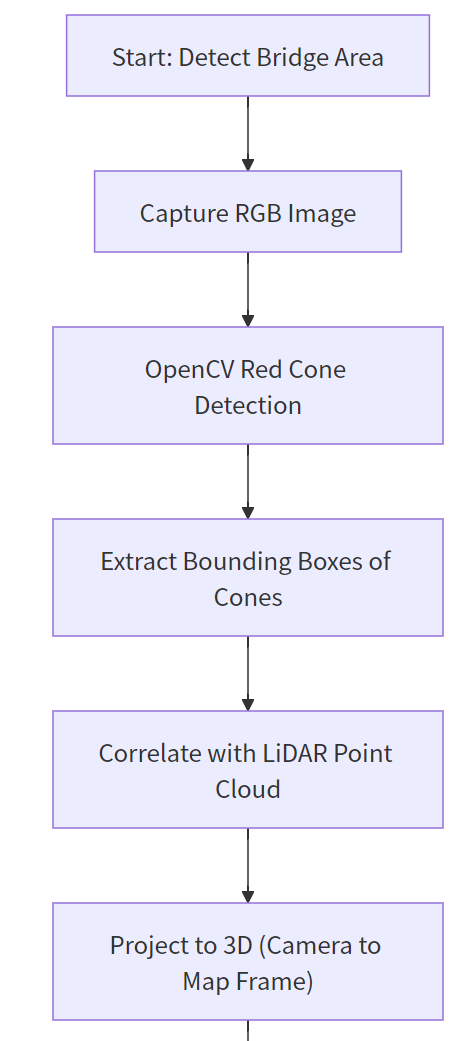 Start: Detect Bridge Area
Capture RGB Image
OpenCV Red Cone
Detection
Extract Bounding Boxes of
Cones
Correlate with LiDAR Point
Cloud
Project to 3D (Camera to
Map Frame)